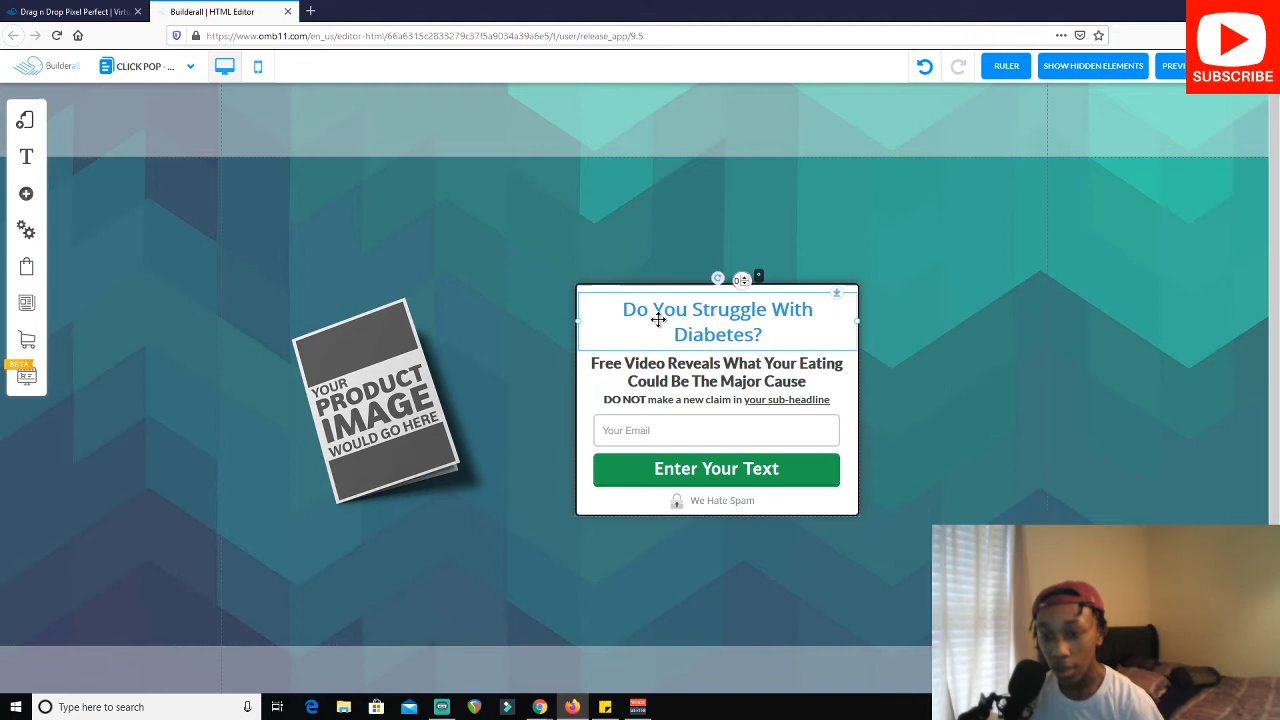 Drag n Drop Pixel Perfect | Virtu
Builderall | HTML Editor
https://www.omb11.com/en_us/editor-html/66a6315c2833279c37f5a9034a39a6e5/t/user/release_app/9.5
SUBSCRIBE
Builderall
CLICK POP - ...
RULER
SHOW HIDDEN ELEMENTS
PREVI
BETA
0
Do You Struggle With
Diabetes?
Free Video Reveals What Your Eating
Could Be The Major Cause
DO NOT make a new claim in your sub-headline
Your Email
Enter Your Text
We Hate Spam
YOUR
PRODUCT
IMAGE
WOULD GO HERE
Type here to search